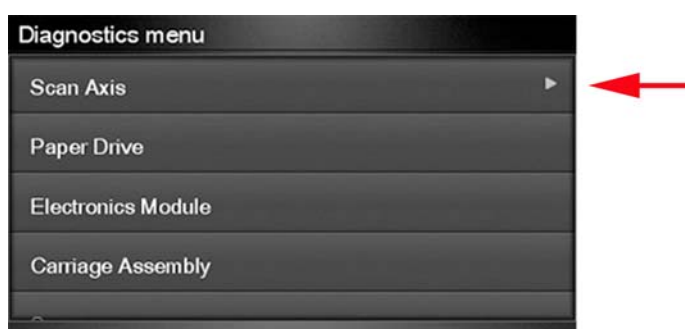 Diagnostics menu
Scan Axis
Paper Drive
Electronics Module
Carriage Assembly